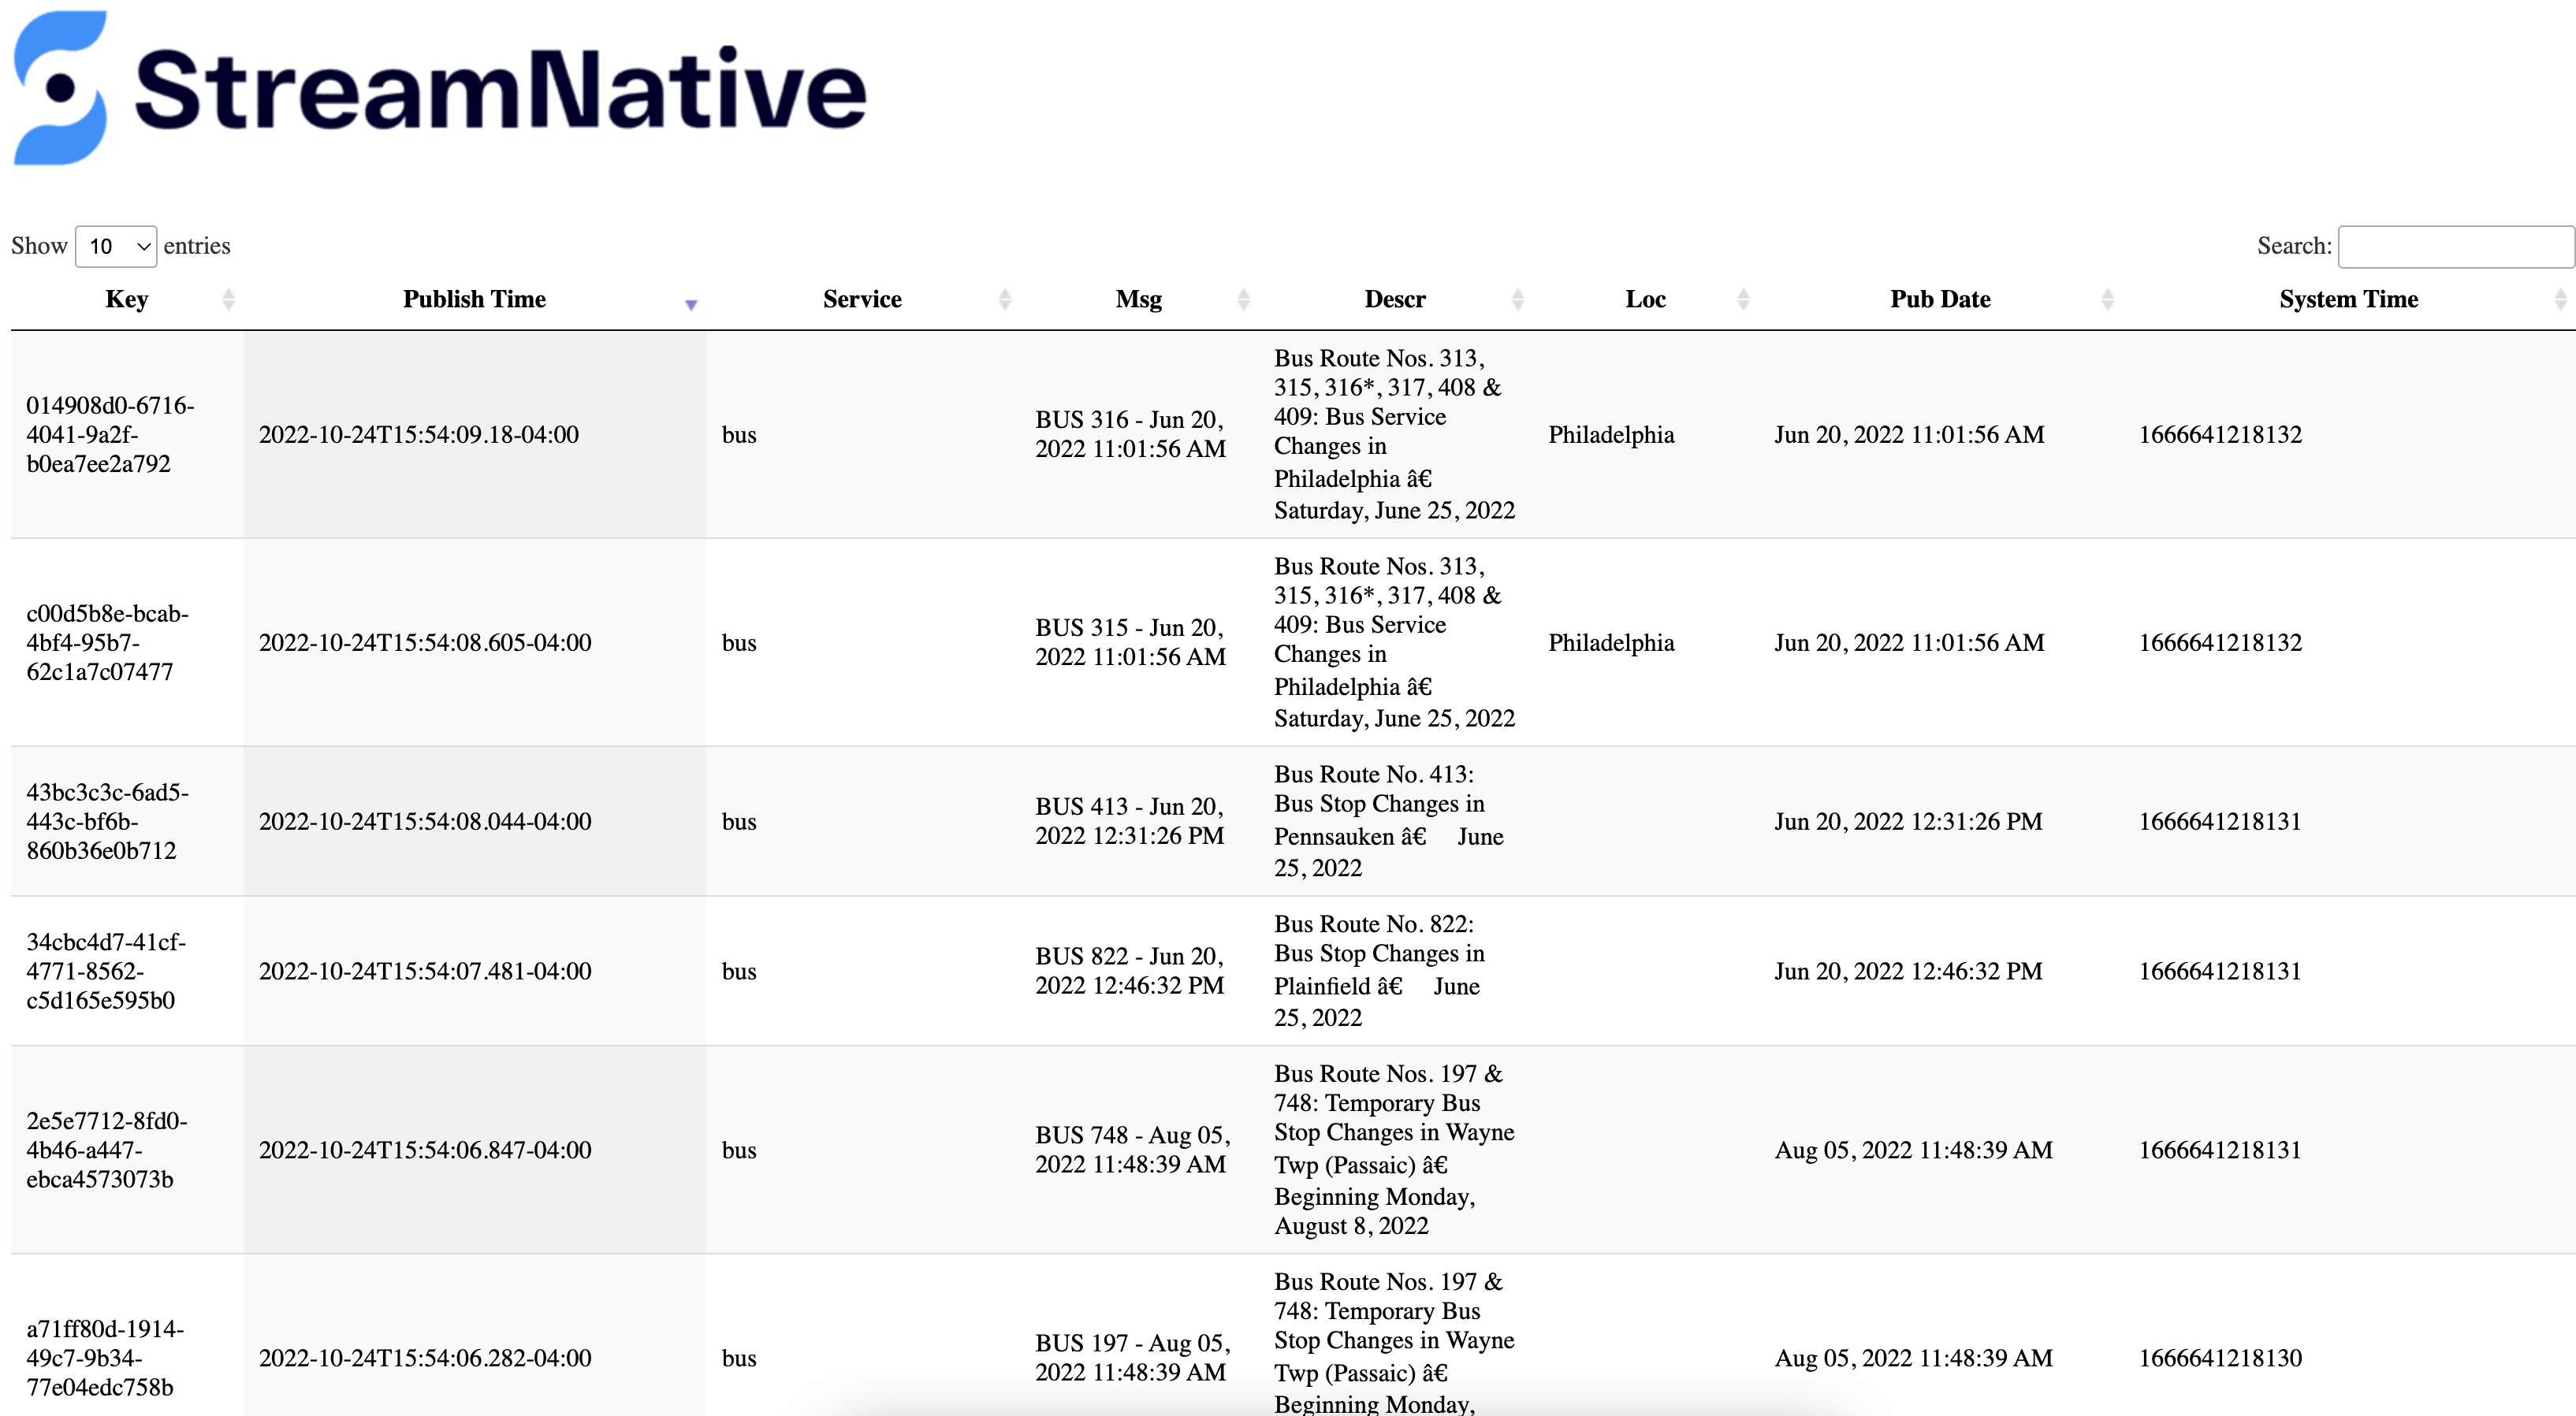 StreamNative
Show 10 entries
Search:
Key Publish Time Service Msg Descr Loc Pub Date System Time
014908d0-6716-
4041-9a2f-
b0ea7ee2a792
2022-10-24T15:54:09.18-04:00
bus
BUS 316 - Jun 20,
2022 11:01:56 AM
Bus Route Nos. 313,
315, 316*, 317, 408 &
409: Bus Service
Changes in
Philadelphia â€
Saturday, June 25, 2022
Philadelphia
Jun 20, 2022 11:01:56 AM
1666641218132
c00d5b8e-bcab-
4bf4-95b7-
62c1a7c07477
2022-10-24T15:54:08.605-04:00
bus
BUS 315 - Jun 20,
2022 11:01:56 AM
Bus Route Nos. 313,
315, 316*, 317, 408 &
409: Bus Service
Changes in
Philadelphia â€
Saturday, June 25, 2022
Philadelphia
Jun 20, 2022 11:01:56 AM
1666641218132
43bc3c3c-6ad5-
443c-bf6b-
860b36e0b712
2022-10-24T15:54:08.044-04:00
bus
BUS 413 - Jun 20,
2022 12:31:26 PM
Bus Route No. 413:
Bus Stop Changes in
Pennsauken â€ June
25, 2022
Jun 20, 2022 12:31:26 PM
1666641218131
34cbc4d7-41cf-
4771-8562-
c5d165e595b0
2022-10-24T15:54:07.481-04:00
bus
BUS 822 - Jun 20,
2022 12:46:32 PM
Bus Route No. 822:
Bus Stop Changes in
Plainfield â€ June
25, 2022
Jun 20, 2022 12:46:32 PM
1666641218131
2e5e7712-8fd0-
4b46-a447-
ebca4573073b
2022-10-24T15:54:06.847-04:00
bus
BUS 748 - Aug 05,
2022 11:48:39 AM
Bus Route Nos. 197 &
748: Temporary Bus
Stop Changes in Wayne
Twp (Passaic) â€
Beginning Monday,
August 8, 2022
Aug 05, 2022 11:48:39 AM
1666641218131
a71ff80d-1914-
49c7-9b34-
77e04edc758b
2022-10-24T15:54:06.282-04:00
bus
BUS 197 - Aug 05,
2022 11:48:39 AM
Bus Route Nos. 197 &
748: Temporary Bus
Stop Changes in Wayne
Twp (Passaic) â€
Beginning Monday,
Aug 05, 2022 11:48:39 AM
1666641218130